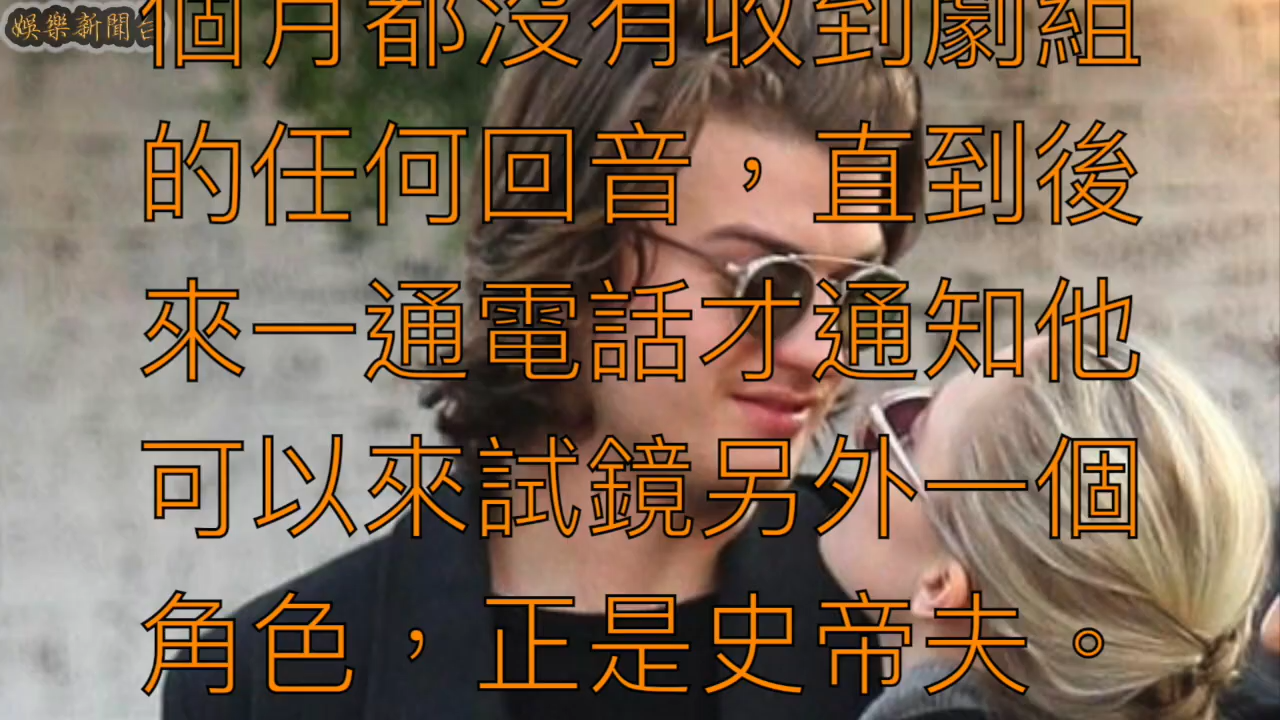 娛樂新聞台
個月都沒有收到劇組
的任何回音，直到後
來一通電話才通知他
可以來試鏡另外一個
角色，正是史帝夫。